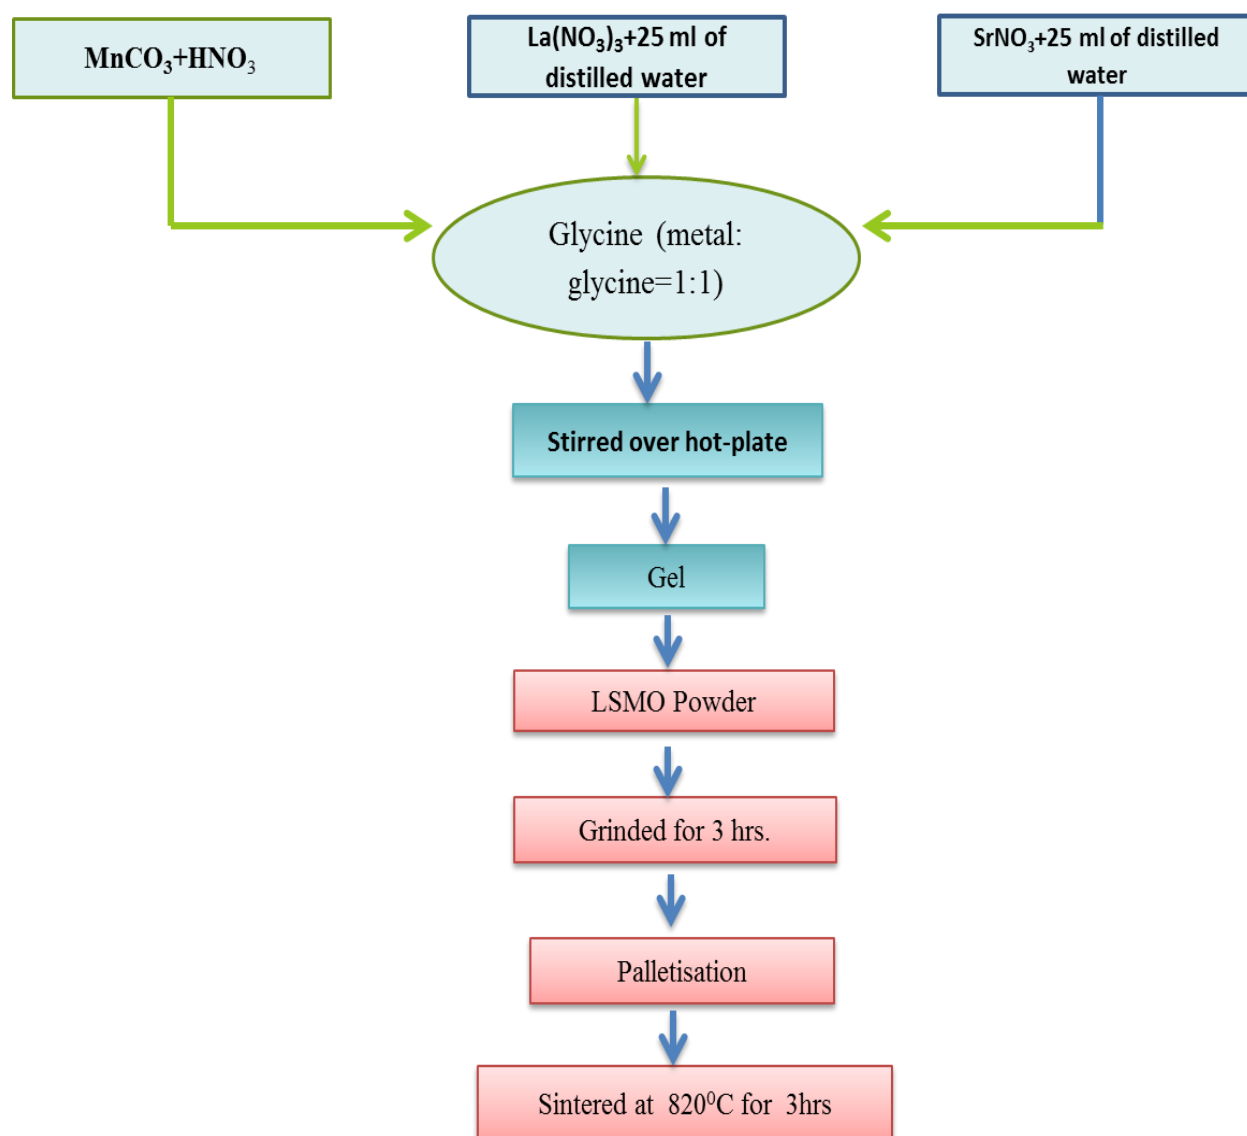 MnCO₃+HNO₃
La(NO₃)₃+25 ml of
distilled water
SrNO₃+25 ml of distilled
water
Glycine (metal:
glycine=1:1)
Stirred over hot-plate
Gel
LSMO Powder
Grinded for 3 hrs.
Palletisation
Sintered at 820⁰C for 3hrs